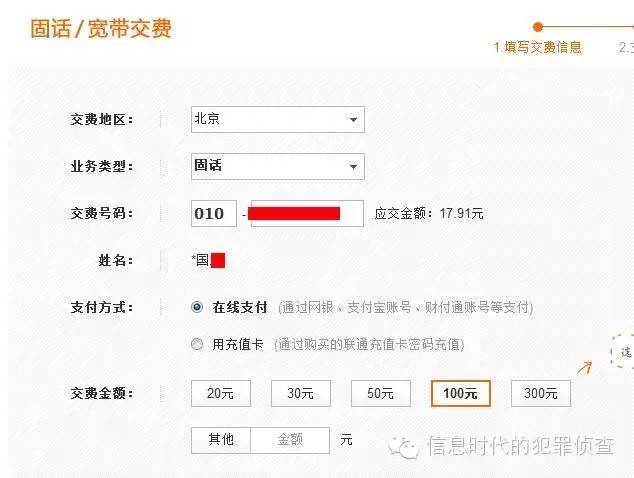 固话/宽带交费
1.填写交费信息
2.
交费地区： 北京
业务类型： 固话
交费号码： 010 - 应交金额：17.91元
姓名： *国
支付方式： 在线支付 (通过网银、支付宝账号、财付通账号等支付)
用充值卡 (通过购买的联通充值卡密码充值)
选
交费金额： 20元 30元 50元 100元 300元
其他 金额 元
信息时代的犯罪侦查